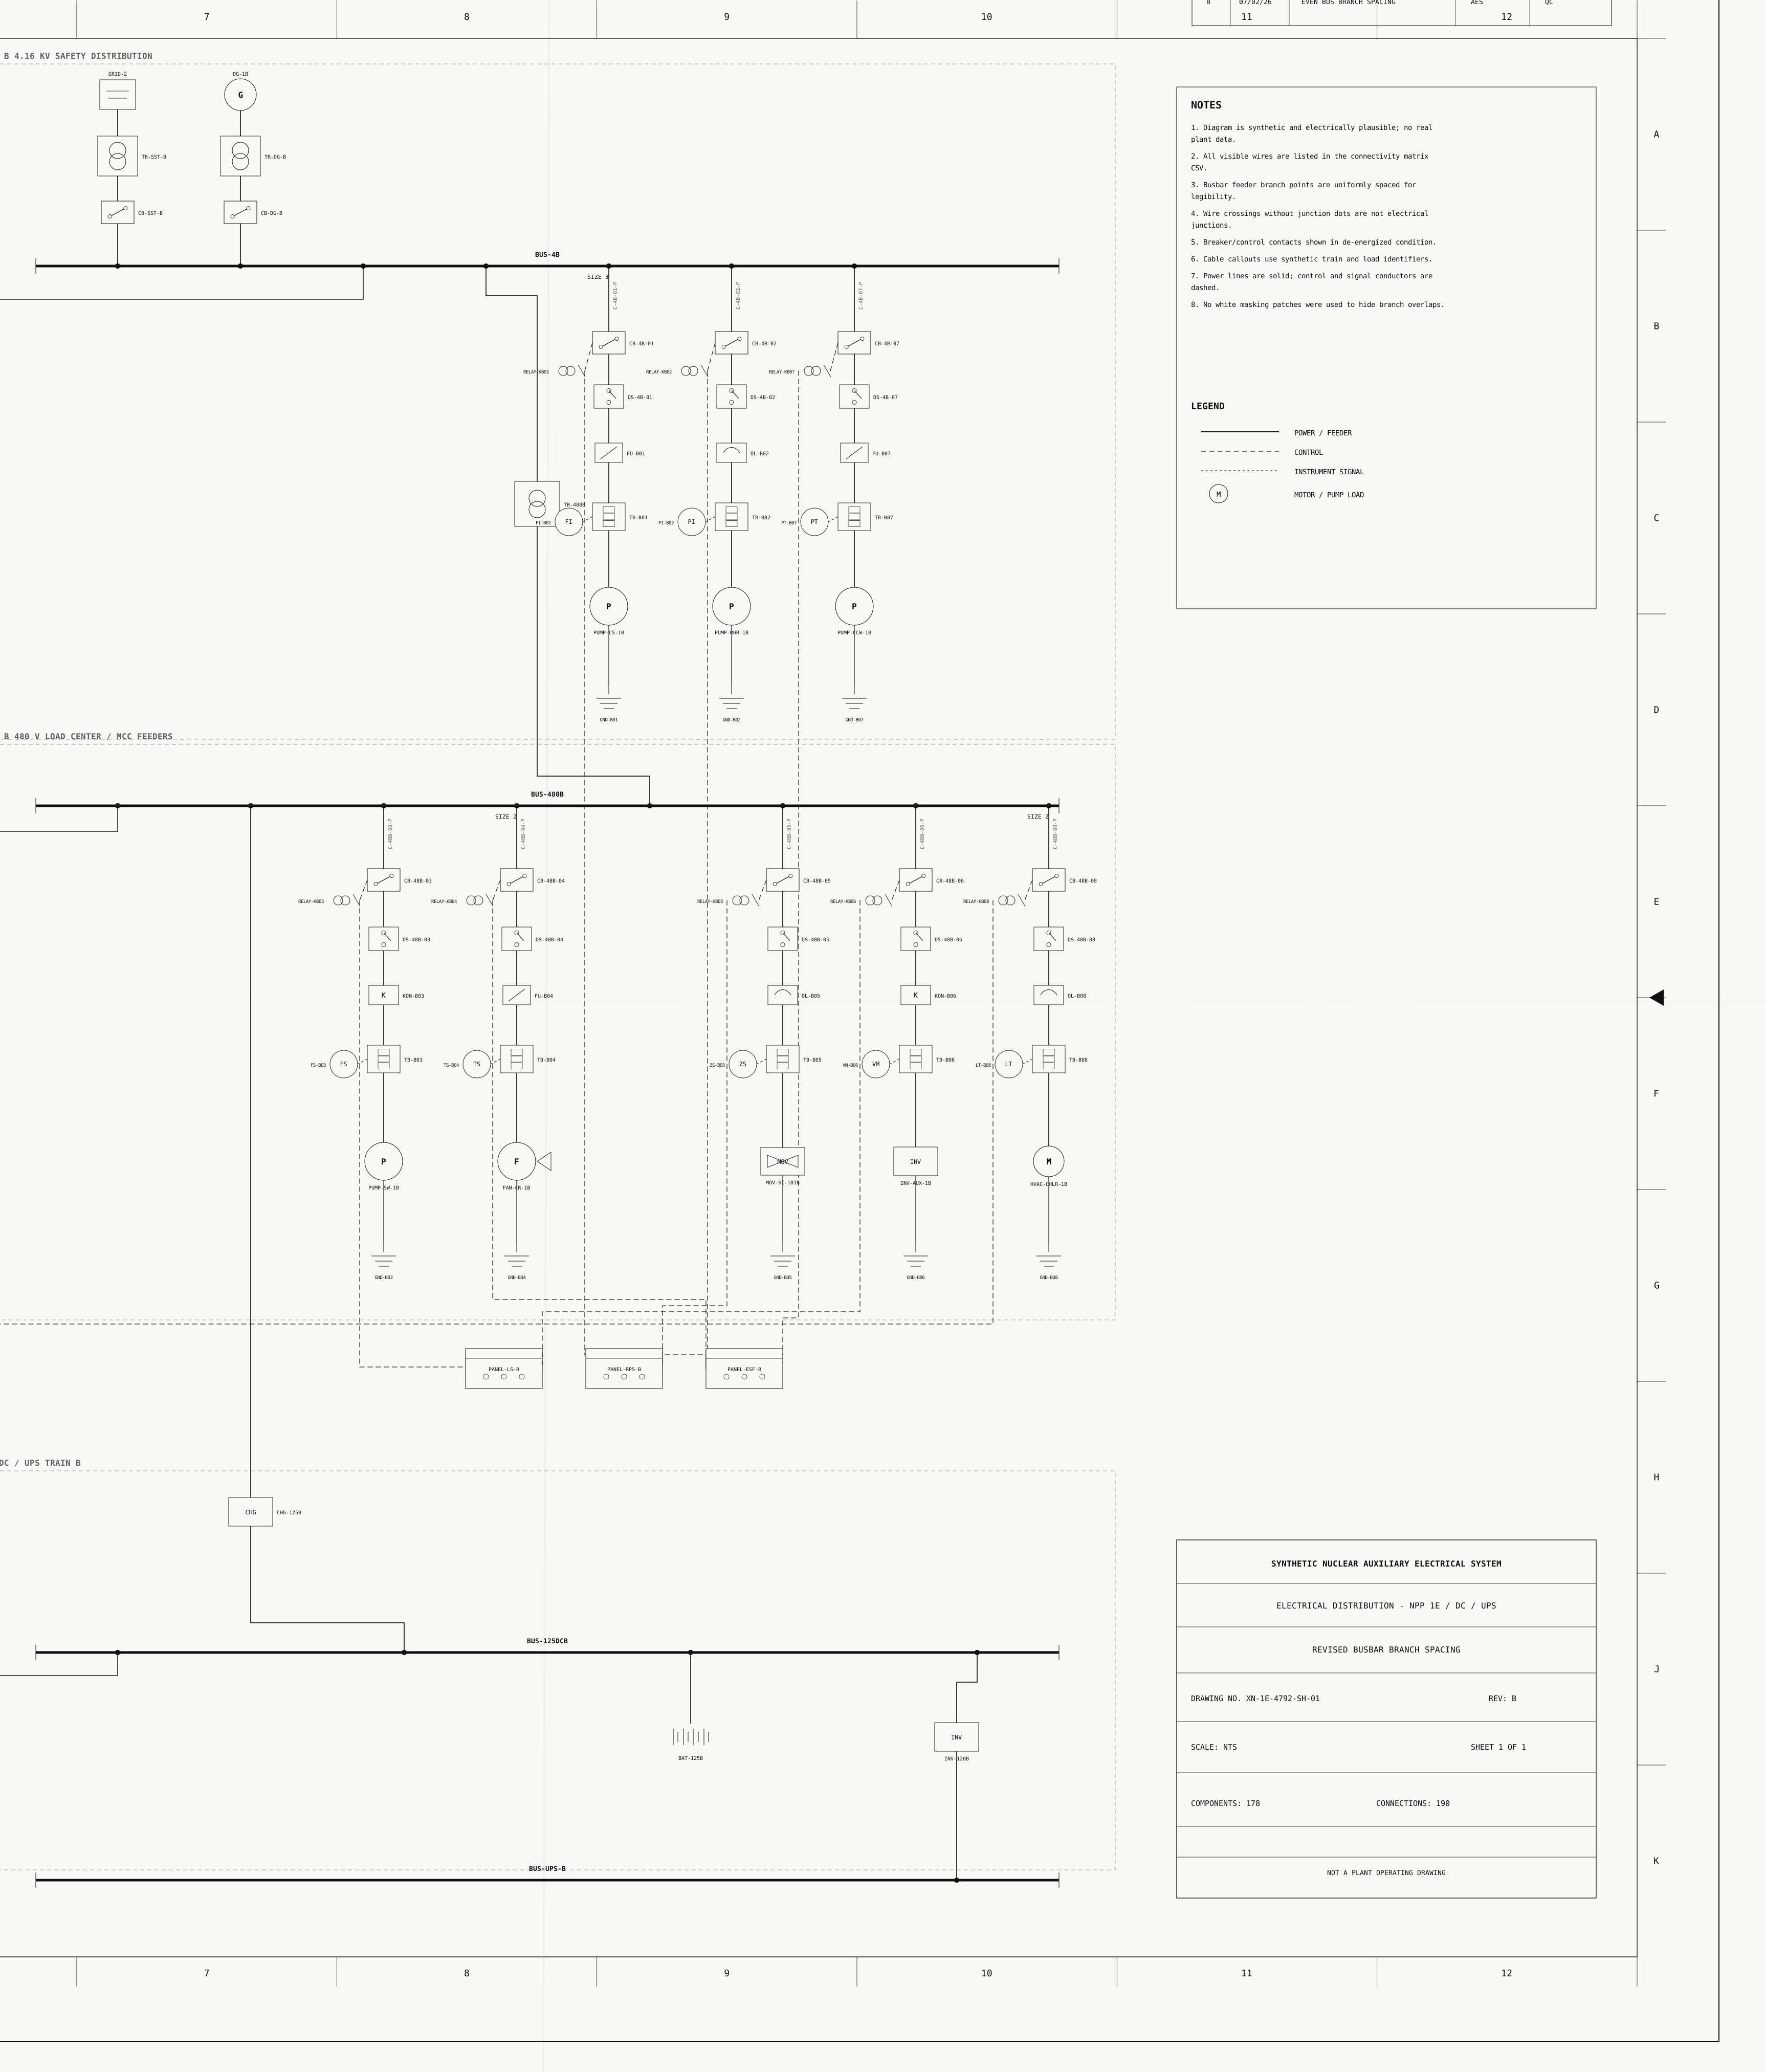 B 07/02/26 EVEN BUS BRANCH SPACING AES QC
7 8 9 10 11 12
B 4.16 KV SAFETY DISTRIBUTION
GRID-2 DG-1B
G
TR-SST-B TR-DG-B
CB-SST-B CB-DG-B
BUS-4B
SIZE 3
C-4B-01-P C-4B-02-P C-4B-07-P
CB-4B-01 CB-4B-02 CB-4B-07
RELAY-KB01 RELAY-KB02 RELAY-KB07
DS-4B-01 DS-4B-02 DS-4B-07
FU-B01 OL-B02 FU-B07
TR-480B
FI-B01 FI TB-B01 PI-B02 PI TB-B02 PT-B07 PT TB-B07
P P P
PUMP-CS-1B PUMP-RHR-1B PUMP-CCW-1B
GND-B01 GND-B02 GND-B07
B 480 V LOAD CENTER / MCC FEEDERS
BUS-480B
SIZE 2 SIZE 2
C-48B-03-P C-48B-04-P C-48B-05-P C-48B-06-P C-48B-08-P
CB-48B-03 CB-48B-04 CB-48B-05 CB-48B-06 CB-48B-08
RELAY-KB03 RELAY-KB04 RELAY-KB05 RELAY-KB06 RELAY-KB08
DS-48B-03 DS-48B-04 DS-48B-05 DS-48B-06 DS-48B-08
K KON-B03 FU-B04 OL-B05 K KON-B06 OL-B08
FS-B03 FS TB-B03 TS-B04 TS TB-B04 ZS-B05 ZS TB-B05 VM-B06 VM TB-B06 LT-B08 LT TB-B08
P F MOV INV M
PUMP-SW-1B FAN-CR-1B MOV-SI-101B INV-AUX-1B HVAC-CHLR-1B
GND-B03 GND-B04 GND-B05 GND-B06 GND-B08
PANEL-LS-B PANEL-RPS-B PANEL-ESF-B
DC / UPS TRAIN B
CHG CHG-125B
BUS-125DCB
INV
BAT-125B INV-120B
BUS-UPS-B
7 8 9 10 11 12
NOTES
1. Diagram is synthetic and electrically plausible; no real
plant data.
2. All visible wires are listed in the connectivity matrix
CSV.
3. Busbar feeder branch points are uniformly spaced for
legibility.
4. Wire crossings without junction dots are not electrical
junctions.
5. Breaker/control contacts shown in de-energized condition.
6. Cable callouts use synthetic train and load identifiers.
7. Power lines are solid; control and signal conductors are
dashed.
8. No white masking patches were used to hide branch overlaps.
LEGEND
POWER / FEEDER
CONTROL
INSTRUMENT SIGNAL
M MOTOR / PUMP LOAD
SYNTHETIC NUCLEAR AUXILIARY ELECTRICAL SYSTEM
ELECTRICAL DISTRIBUTION - NPP 1E / DC / UPS
REVISED BUSBAR BRANCH SPACING
DRAWING NO. XN-1E-4792-SH-01 REV: B
SCALE: NTS SHEET 1 OF 1
COMPONENTS: 178 CONNECTIONS: 190
NOT A PLANT OPERATING DRAWING
A
B
C
D
E
F
G
H
J
K